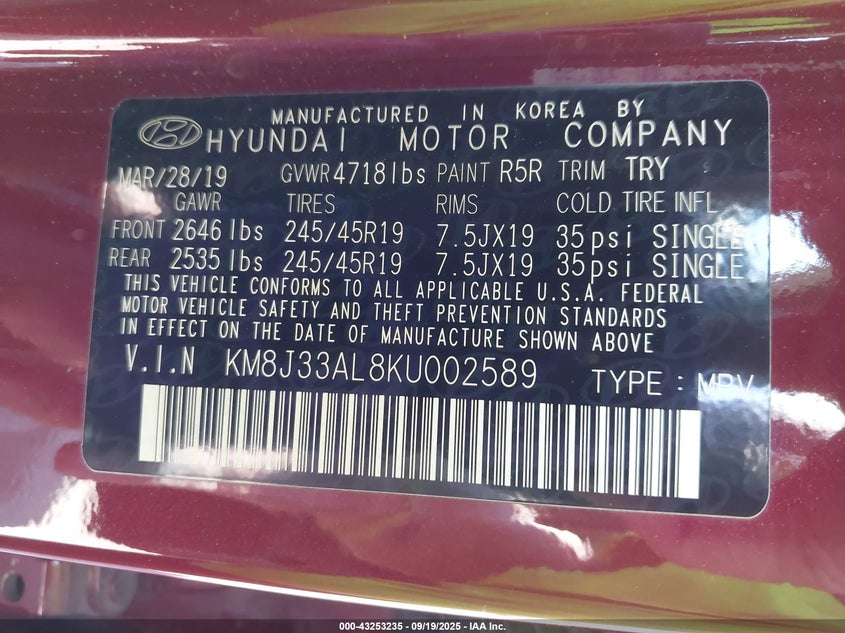 MANUFACTURED IN KOREA BY
HYUNDAI MOTOR COMPANY
MAR/28/19 GVWR 4718lbs PAINT R5R TRIM TRY
GAWR TIRES RIMS COLD TIRE INFL
FRONT 2646 lbs 245/45R19 7.5JX19 35psi SINGLE
REAR 2535 lbs 245/45R19 7.5JX19 35psi SINGLE
THIS VEHICLE CONFORMS TO ALL APPLICABLE U.S.A. FEDERAL
MOTOR VEHICLE SAFETY AND THEFT PREVENTION STANDARDS
IN EFFECT ON THE DATE OF MANUFACTURE SHOWN ABOVE
V.I.N KM8J33AL8KU002589 TYPE : MPV
000-43253235 - 09/19/2025 - IAA Inc.